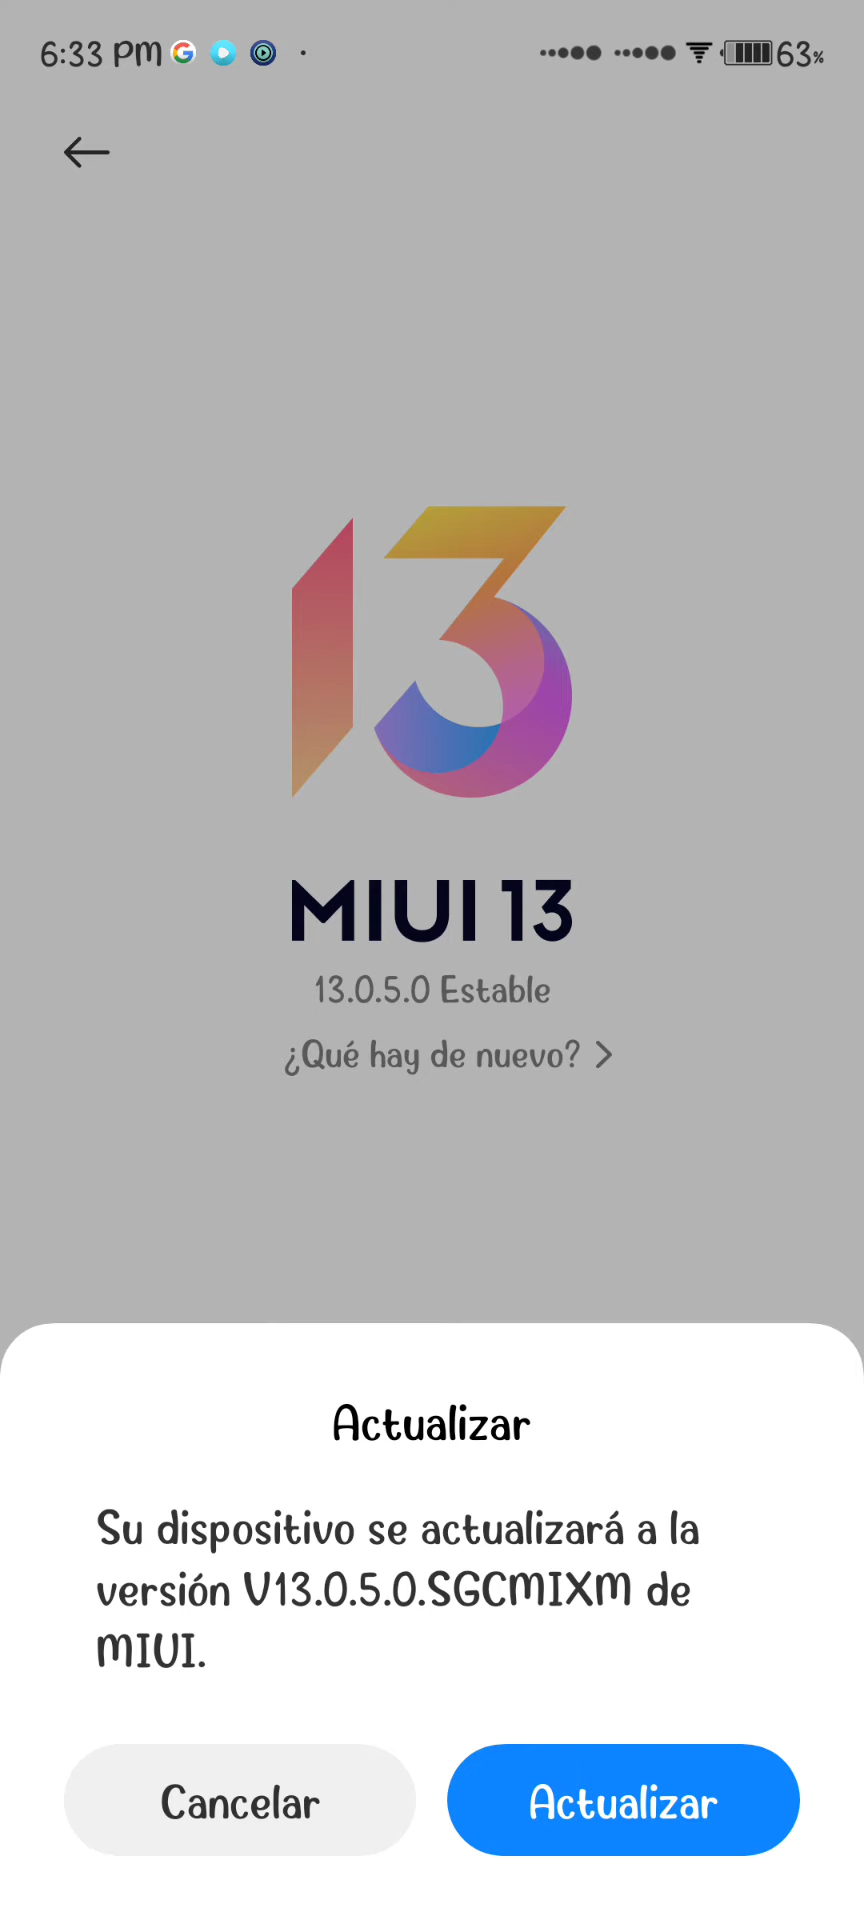 6:33 PM 63%
13
MIUI 13
13.0.5.0 Estable
¿Qué hay de nuevo?
Actualizar
Su dispositivo se actualizará a la
versión V13.0.5.0.SGCMIXM de
MIUI.
Cancelar
Actualizar